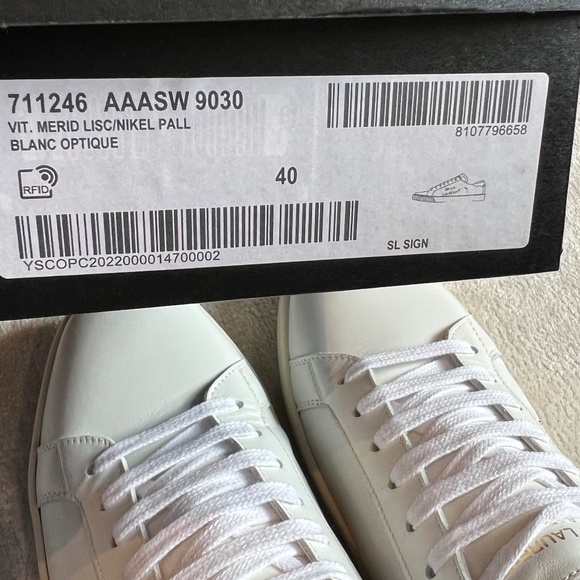 711246 AAASW 9030
VIT. MERID LISC/NIKEL PALL
BLANC OPTIQUE
8107796658
RFID
40
YSCOPC2022000014700002
SL SIGN